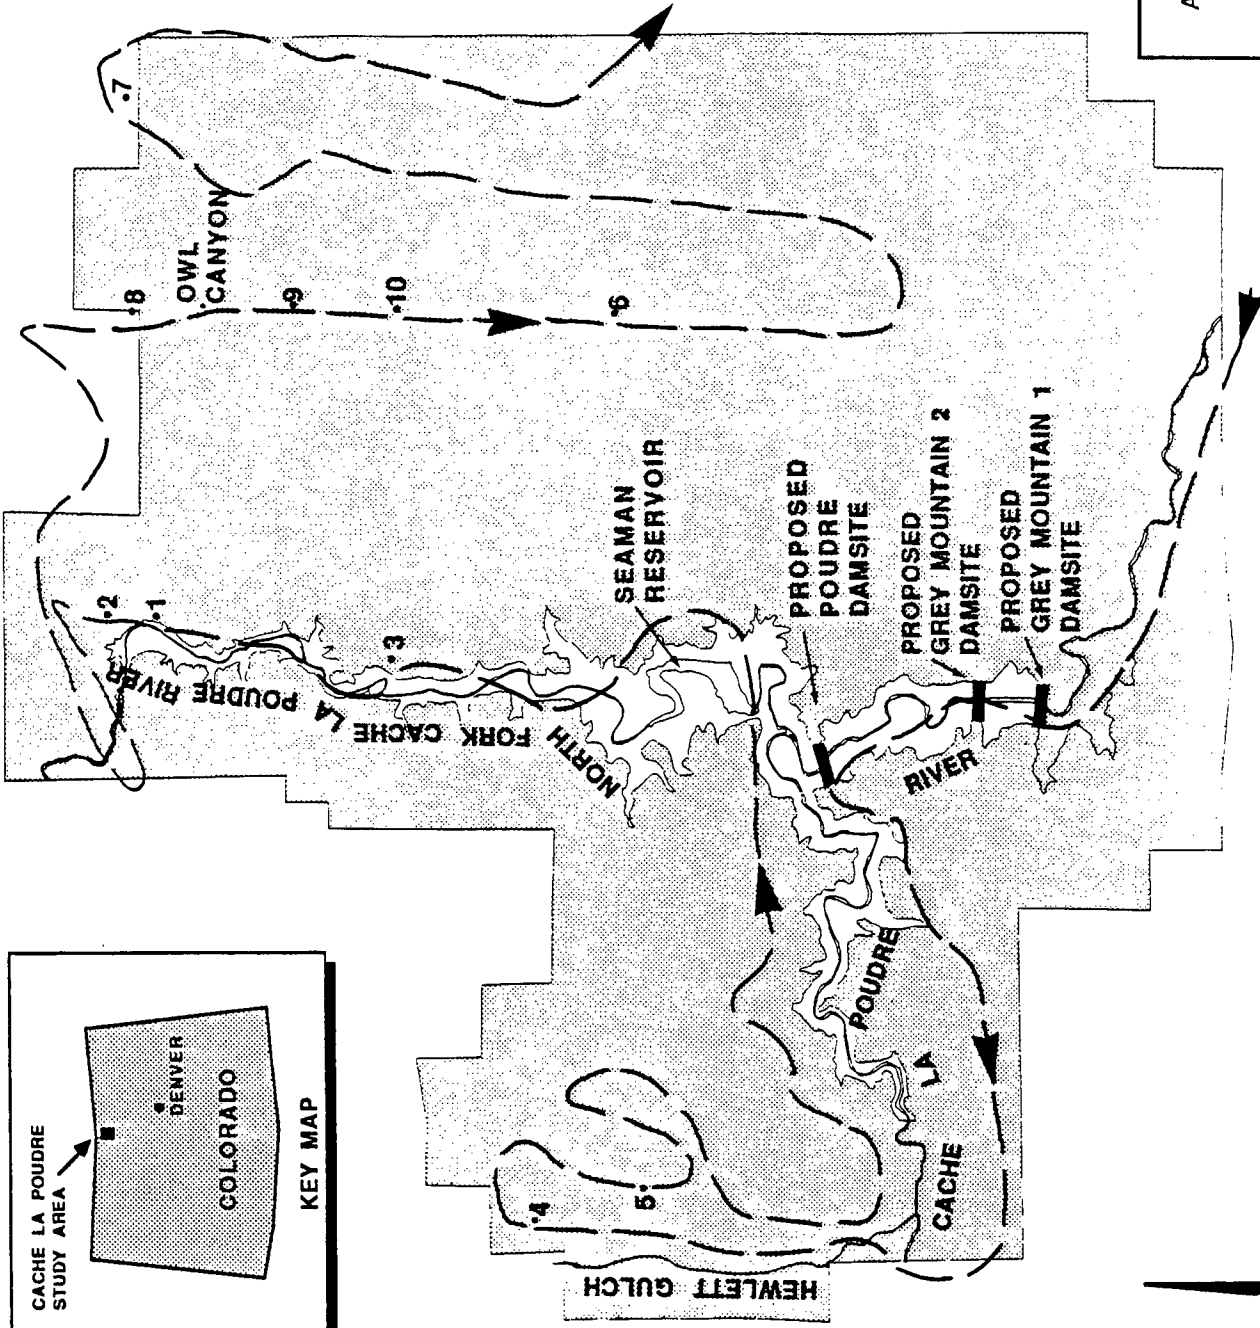 CACHE LA POUDRE
STUDY AREA
DENVER
COLORADO
KEY MAP
HEWLETT GULCH
4
5
CACHE
LA
POUDRE
RIVER
NORTH
FORK CACHE
LA POUDRE RIVER
2
1
3
SEAMAN
RESERVOIR
PROPOSED
POUDRE
DAMSITE
PROPOSED
GREY MOUNTAIN 2
DAMSITE
PROPOSED
GREY MOUNTAIN 1
DAMSITE
8
OWL
CANYON
9
10
6
7
A